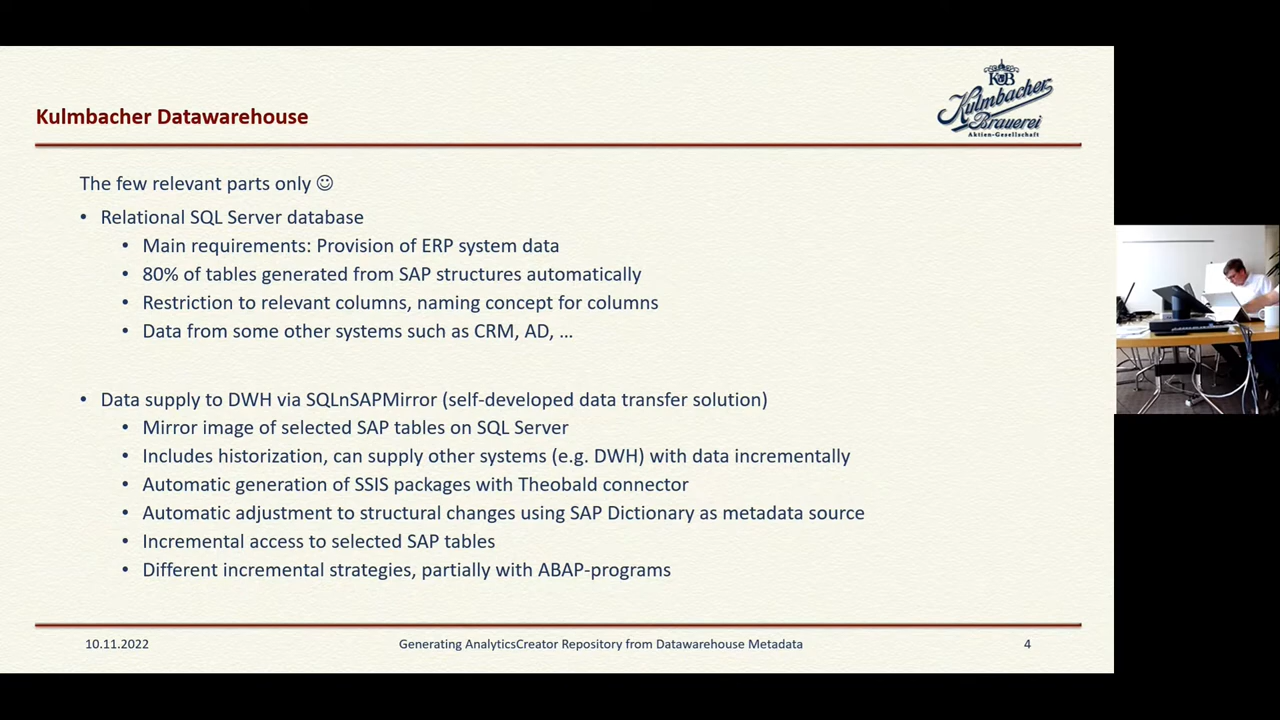 KB
Kulmbacher
Brauerei
Aktien-Gesellschaft
Kulmbacher Datawarehouse
The few relevant parts only ☺
• Relational SQL Server database
• Main requirements: Provision of ERP system data
• 80% of tables generated from SAP structures automatically
• Restriction to relevant columns, naming concept for columns
• Data from some other systems such as CRM, AD, …
• Data supply to DWH via SQLnSAPMirror (self-developed data transfer solution)
• Mirror image of selected SAP tables on SQL Server
• Includes historization, can supply other systems (e.g. DWH) with data incrementally
• Automatic generation of SSIS packages with Theobald connector
• Automatic adjustment to structural changes using SAP Dictionary as metadata source
• Incremental access to selected SAP tables
• Different incremental strategies, partially with ABAP-programs
10.11.2022 Generating AnalyticsCreator Repository from Datawarehouse Metadata 4